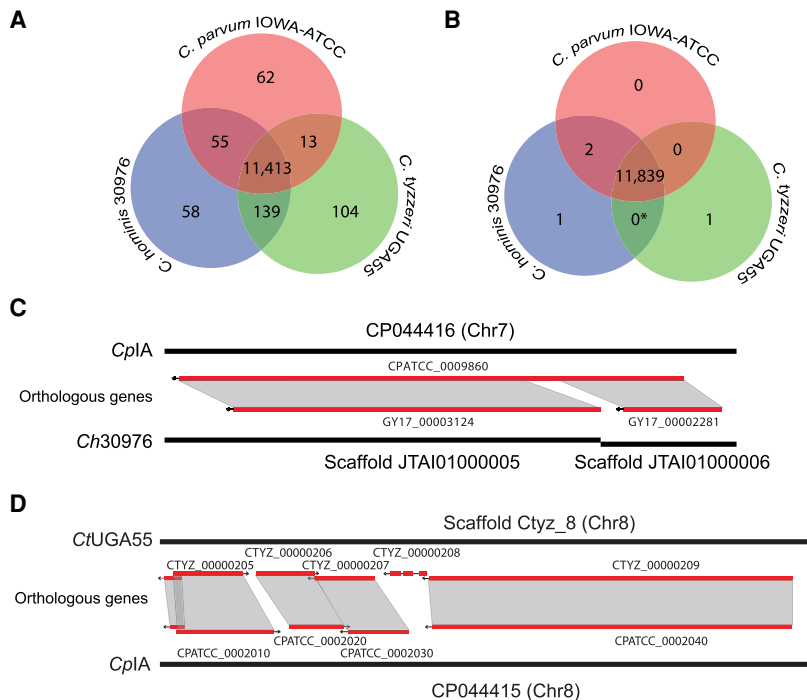 A
C. parvum IOWA-ATCC
62
55
13
11,413
58
139
104
C. hominis 30976
C. tyzzeri UGA55
B
C. parvum IOWA-ATCC
0
2
0
11,839
1
0*
1
C. hominis 30976
C. tyzzeri UGA55
C
CP044416 (Chr7)
CpIA
CPATCC_0009860
Orthologous genes
GY17_00003124
GY17_00002281
Ch30976
Scaffold JTAI01000005
Scaffold JTAI01000006
D
Scaffold Ctyz_8 (Chr8)
CtUGA55
CTYZ_00000206
CTYZ_00000208
CTYZ_00000205
CTYZ_00000207
CTYZ_00000209
Orthologous genes
CPATCC_0002020
CPATCC_0002040
CPATCC_0002010
CPATCC_0002030
CpIA
CP044415 (Chr8)